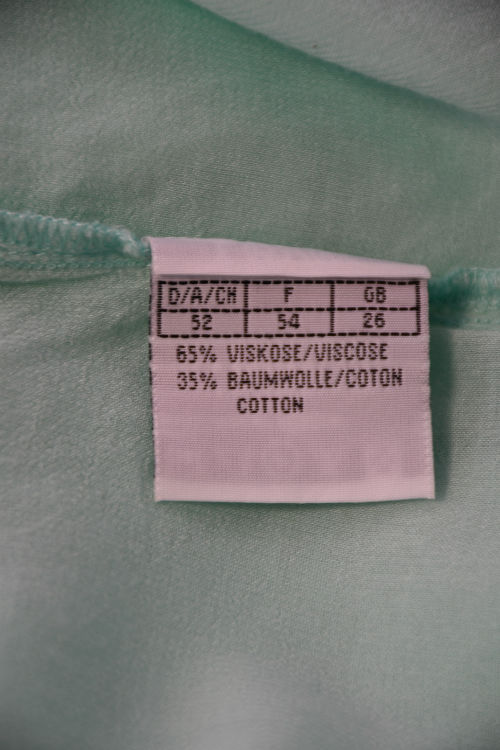 D/A/CH F GB
52 54 26
65% VISKOSE/VISCOSE
35% BAUMWOLLE/COTON
COTTON